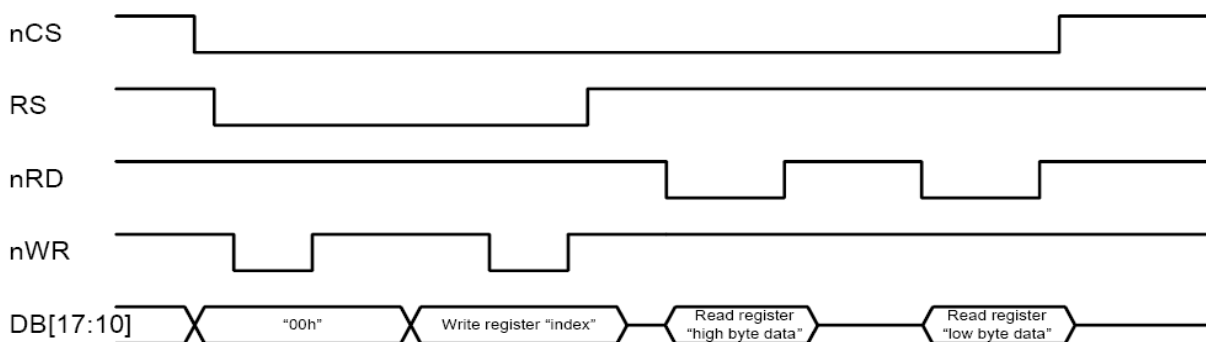 nCS
RS
nRD
nWR
DB[17:10]
“00h”
Write register “index”
Read register
“high byte data”
Read register
“low byte data”